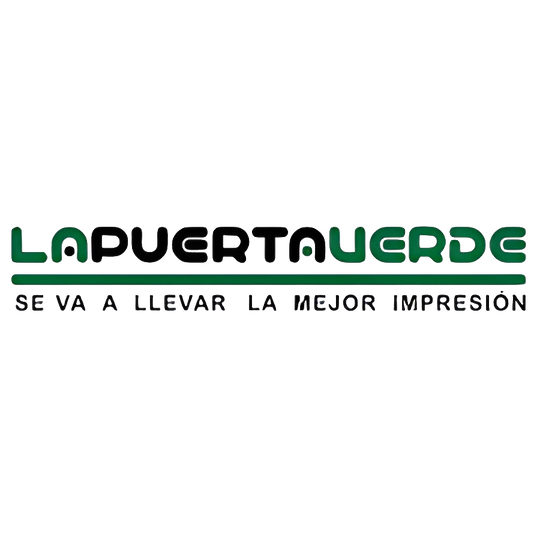 LAPUERTAVERDE
SE VA A LLEVAR LA MEJOR IMPRESIÓN